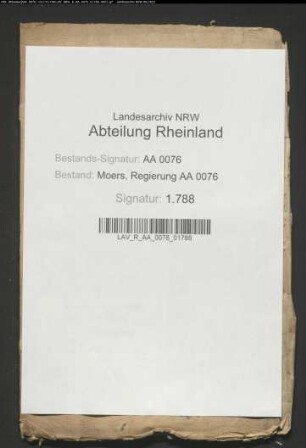 Landesarchiv NRW
Abteilung Rheinland
Bestands-Signatur: AA 0076
Bestand: Moers, Regierung AA 0076
Signatur: 1.788
LAV_R_AA_0076_01788